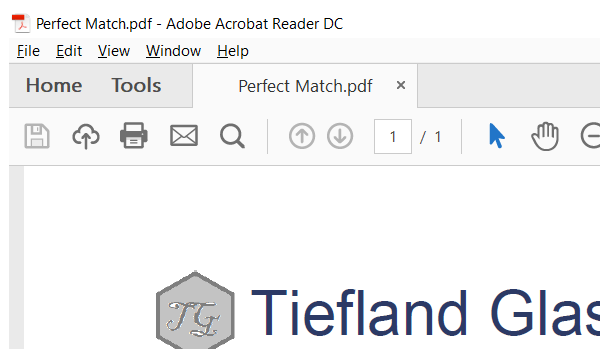 Perfect Match.pdf - Adobe Acrobat Reader DC
File Edit View Window Help
Home Tools Perfect Match.pdf ×
1 / 1
TG Tiefland Glas